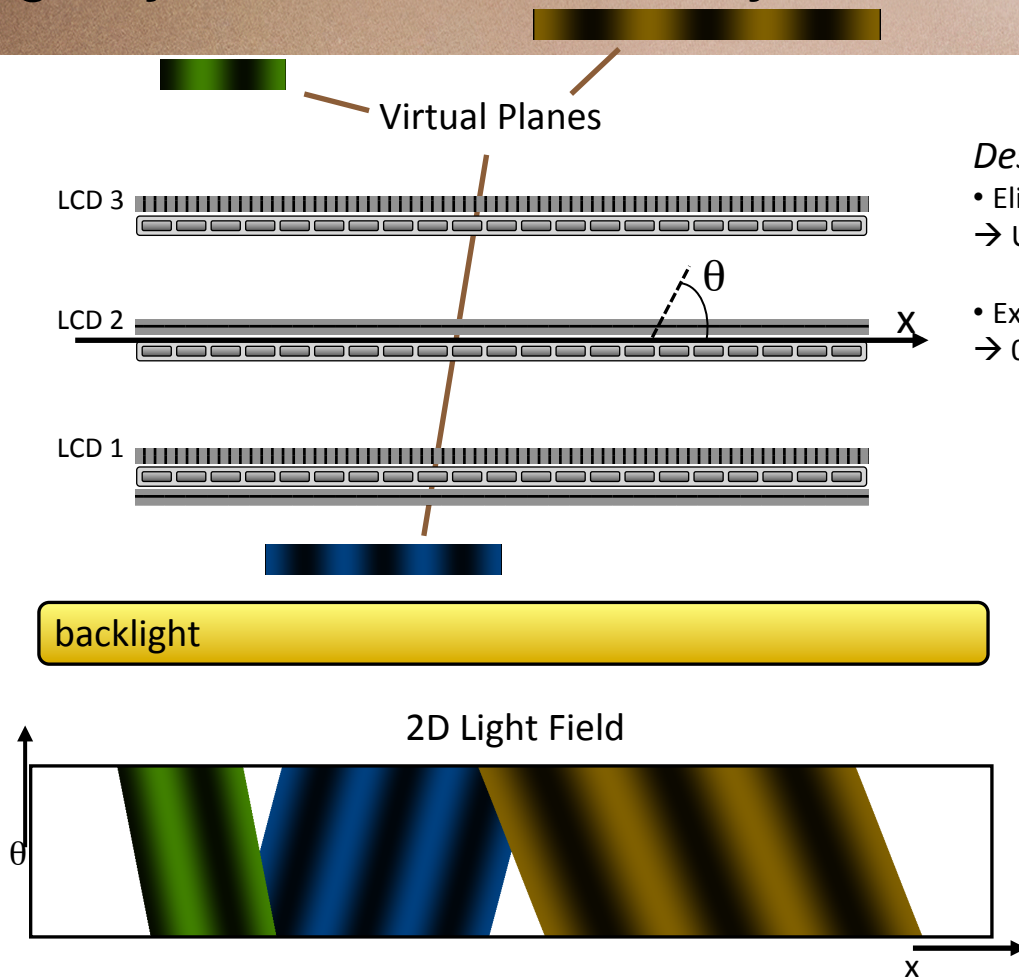 Virtual Planes
LCD 3
θ
LCD 2
x
LCD 1
backlight
2D Light Field
θ
x